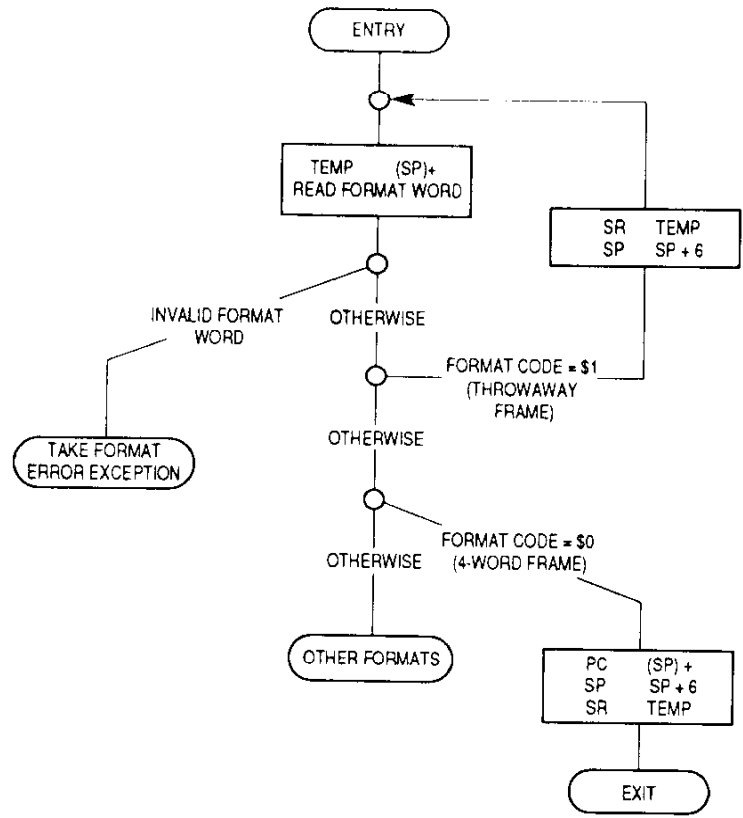 ENTRY
TEMP (SP)+
READ FORMAT WORD
SR TEMP
SP SP + 6
INVALID FORMAT
WORD
OTHERWISE
FORMAT CODE = $1
(THROWAWAY
FRAME)
TAKE FORMAT
ERROR EXCEPTION
OTHERWISE
FORMAT CODE = $0
(4-WORD FRAME)
OTHERWISE
OTHER FORMATS
PC (SP) +
SP SP + 6
SR TEMP
EXIT